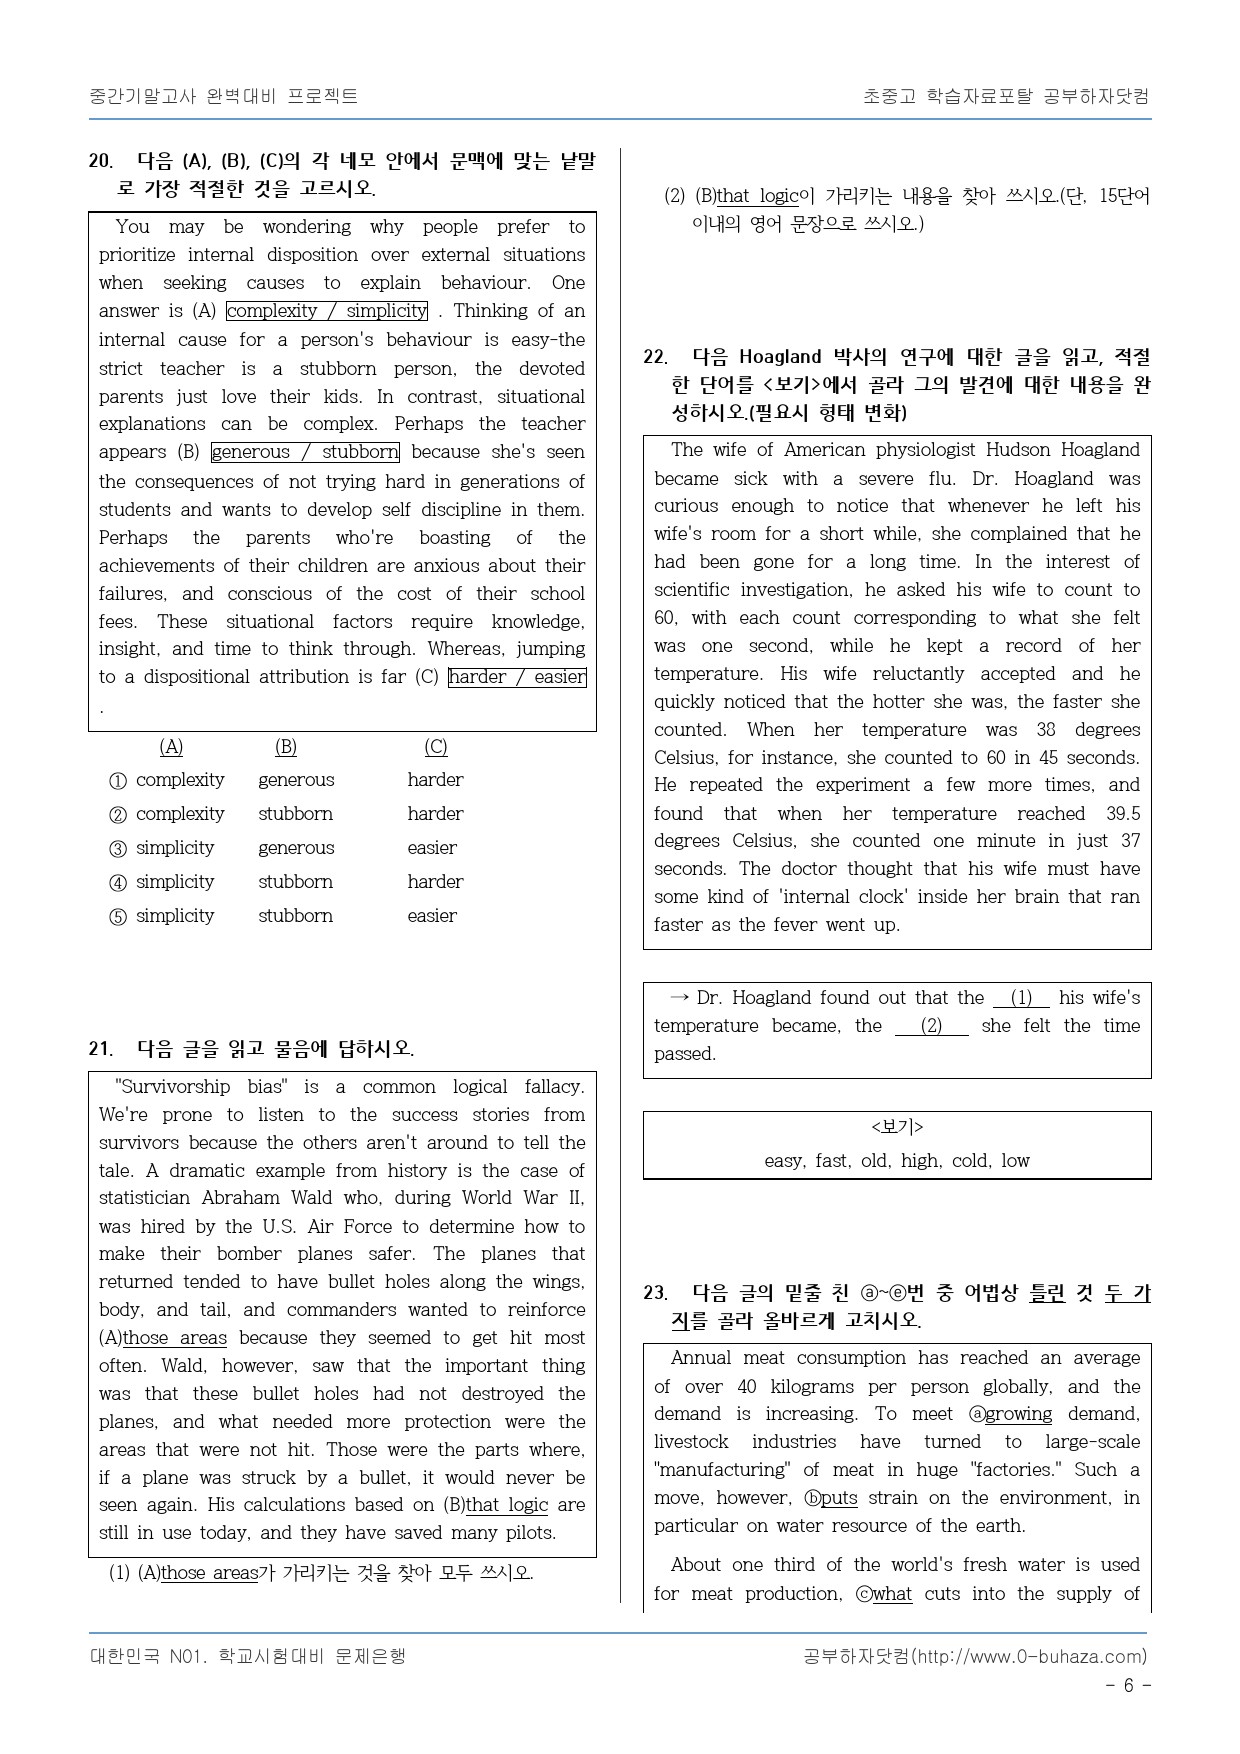 중간기말고사 완벽대비 프로젝트
초중고 학습자료포탈 공부하자닷컴
20. 다음 (A), (B), (C)의 각 네모 안에서 문맥에 맞는 낱말
로 가장 적절한 것을 고르시오.
You may be wondering why people prefer to
prioritize internal disposition over external situations
when seeking causes to explain behaviour. One
answer is (A) complexity / simplicity . Thinking of an
internal cause for a person's behaviour is easy-the
strict teacher is a stubborn person, the devoted
parents just love their kids. In contrast, situational
explanations can be complex. Perhaps the teacher
appears (B) generous / stubborn because she's seen
the consequences of not trying hard in generations of
students and wants to develop self discipline in them.
Perhaps the parents who're boasting of the
achievements of their children are anxious about their
failures, and conscious of the cost of their school
fees. These situational factors require knowledge,
insight, and time to think through. Whereas, jumping
to a dispositional attribution is far (C) harder / easier
.
(A) (B) (C)
① complexity generous harder
② complexity stubborn harder
③ simplicity generous easier
④ simplicity stubborn harder
⑤ simplicity stubborn easier
21. 다음 글을 읽고 물음에 답하시오.
"Survivorship bias" is a common logical fallacy.
We're prone to listen to the success stories from
survivors because the others aren't around to tell the
tale. A dramatic example from history is the case of
statistician Abraham Wald who, during World War II,
was hired by the U.S. Air Force to determine how to
make their bomber planes safer. The planes that
returned tended to have bullet holes along the wings,
body, and tail, and commanders wanted to reinforce
(A)those areas because they seemed to get hit most
often. Wald, however, saw that the important thing
was that these bullet holes had not destroyed the
planes, and what needed more protection were the
areas that were not hit. Those were the parts where,
if a plane was struck by a bullet, it would never be
seen again. His calculations based on (B)that logic are
still in use today, and they have saved many pilots.
(1) (A)those areas가 가리키는 것을 찾아 모두 쓰시오.
(2) (B)that logic이 가리키는 내용을 찾아 쓰시오.(단, 15단어
이내의 영어 문장으로 쓰시오.)
22. 다음 Hoagland 박사의 연구에 대한 글을 읽고, 적절
한 단어를 <보기>에서 골라 그의 발견에 대한 내용을 완
성하시오.(필요시 형태 변화)
The wife of American physiologist Hudson Hoagland
became sick with a severe flu. Dr. Hoagland was
curious enough to notice that whenever he left his
wife's room for a short while, she complained that he
had been gone for a long time. In the interest of
scientific investigation, he asked his wife to count to
60, with each count corresponding to what she felt
was one second, while he kept a record of her
temperature. His wife reluctantly accepted and he
quickly noticed that the hotter she was, the faster she
counted. When her temperature was 38 degrees
Celsius, for instance, she counted to 60 in 45 seconds.
He repeated the experiment a few more times, and
found that when her temperature reached 39.5
degrees Celsius, she counted one minute in just 37
seconds. The doctor thought that his wife must have
some kind of 'internal clock' inside her brain that ran
faster as the fever went up.
→ Dr. Hoagland found out that the (1) his wife's
temperature became, the (2) she felt the time
passed.
<보기>
easy, fast, old, high, cold, low
23. 다음 글의 밑줄 친 ⓐ~ⓔ번 중 어법상 틀린 것 두 가
지를 골라 올바르게 고치시오.
Annual meat consumption has reached an average
of over 40 kilograms per person globally, and the
demand is increasing. To meet ⓐgrowing demand,
livestock industries have turned to large-scale
"manufacturing" of meat in huge "factories." Such a
move, however, ⓑputs strain on the environment, in
particular on water resource of the earth.
About one third of the world's fresh water is used
for meat production, ⓒwhat cuts into the supply of
대한민국 N01. 학교시험대비 문제은행
공부하자닷컴(http://www.0-buhaza.com)
- 6 -